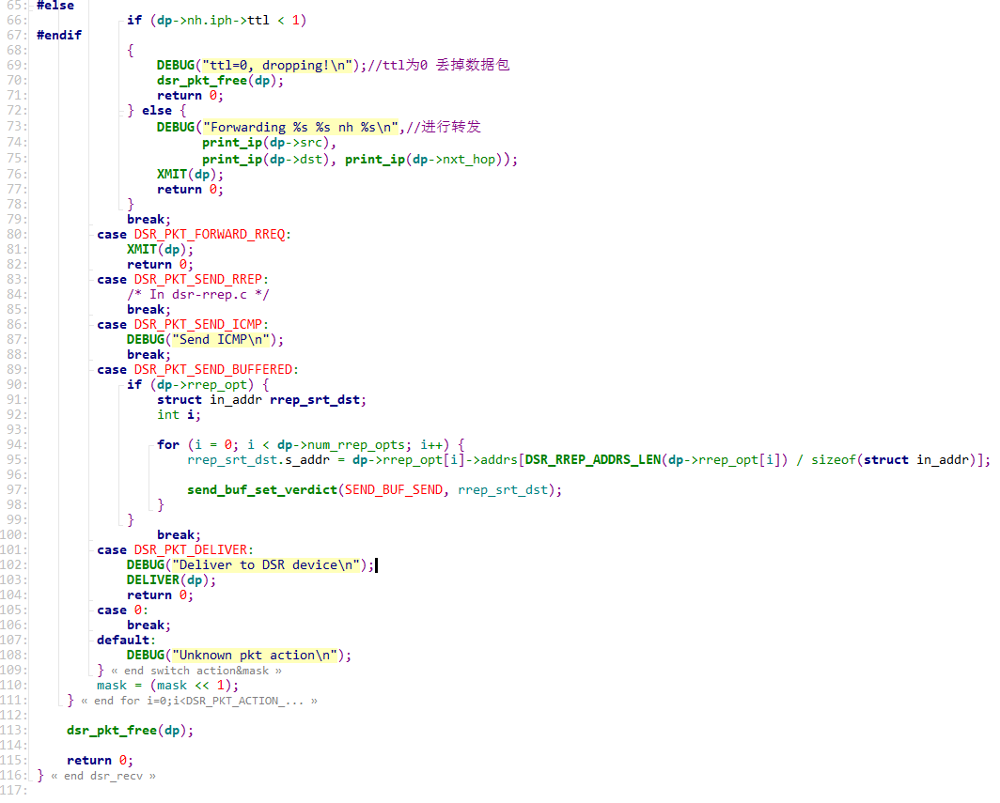 65: #else
66: if (dp->nh.iph->ttl < 1)
67: #endif
68: {
69: DEBUG("ttl=0, dropping!\n");//ttl为0 丢掉数据包
70: dsr_pkt_free(dp);
71: return 0;
72: } else {
73: DEBUG("Forwarding %s %s nh %s\n",//进行转发
74: print_ip(dp->src),
75: print_ip(dp->dst), print_ip(dp->nxt_hop));
76: XMIT(dp);
77: return 0;
78: }
79: break;
80: case DSR_PKT_FORWARD_RREQ:
81: XMIT(dp);
82: return 0;
83: case DSR_PKT_SEND_RREP:
84: /* In dsr-rrep.c */
85: break;
86: case DSR_PKT_SEND_ICMP:
87: DEBUG("Send ICMP\n");
88: break;
89: case DSR_PKT_SEND_BUFFERED:
90: if (dp->rrep_opt) {
91: struct in_addr rrep_srt_dst;
92: int i;
93:
94: for (i = 0; i < dp->num_rrep_opts; i++) {
95: rrep_srt_dst.s_addr = dp->rrep_opt[i]->addrs[DSR_RREP_ADDRS_LEN(dp->rrep_opt[i]) / sizeof(struct in_addr)];
96:
97: send_buf_set_verdict(SEND_BUF_SEND, rrep_srt_dst);
98: }
99: }
100: break;
101: case DSR_PKT_DELIVER:
102: DEBUG("Deliver to DSR device\n");
103: DELIVER(dp);
104: return 0;
105: case 0:
106: break;
107: default:
108: DEBUG("Unknown pkt action\n");
109: } « end switch action&mask »
110: mask = (mask << 1);
111: } « end for i=0;i<DSR_PKT_ACTION_... »
112:
113: dsr_pkt_free(dp);
114:
115: return 0;
116: } « end dsr_recv »
117: